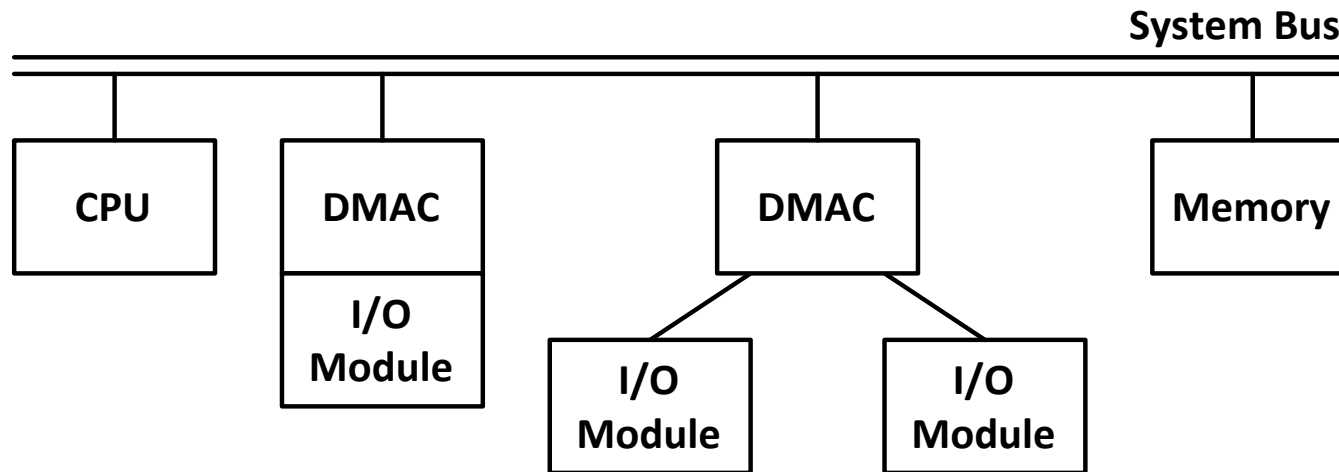 System Bus
CPU
DMAC
DMAC
Memory
I/O
Module
I/O
Module
I/O
Module